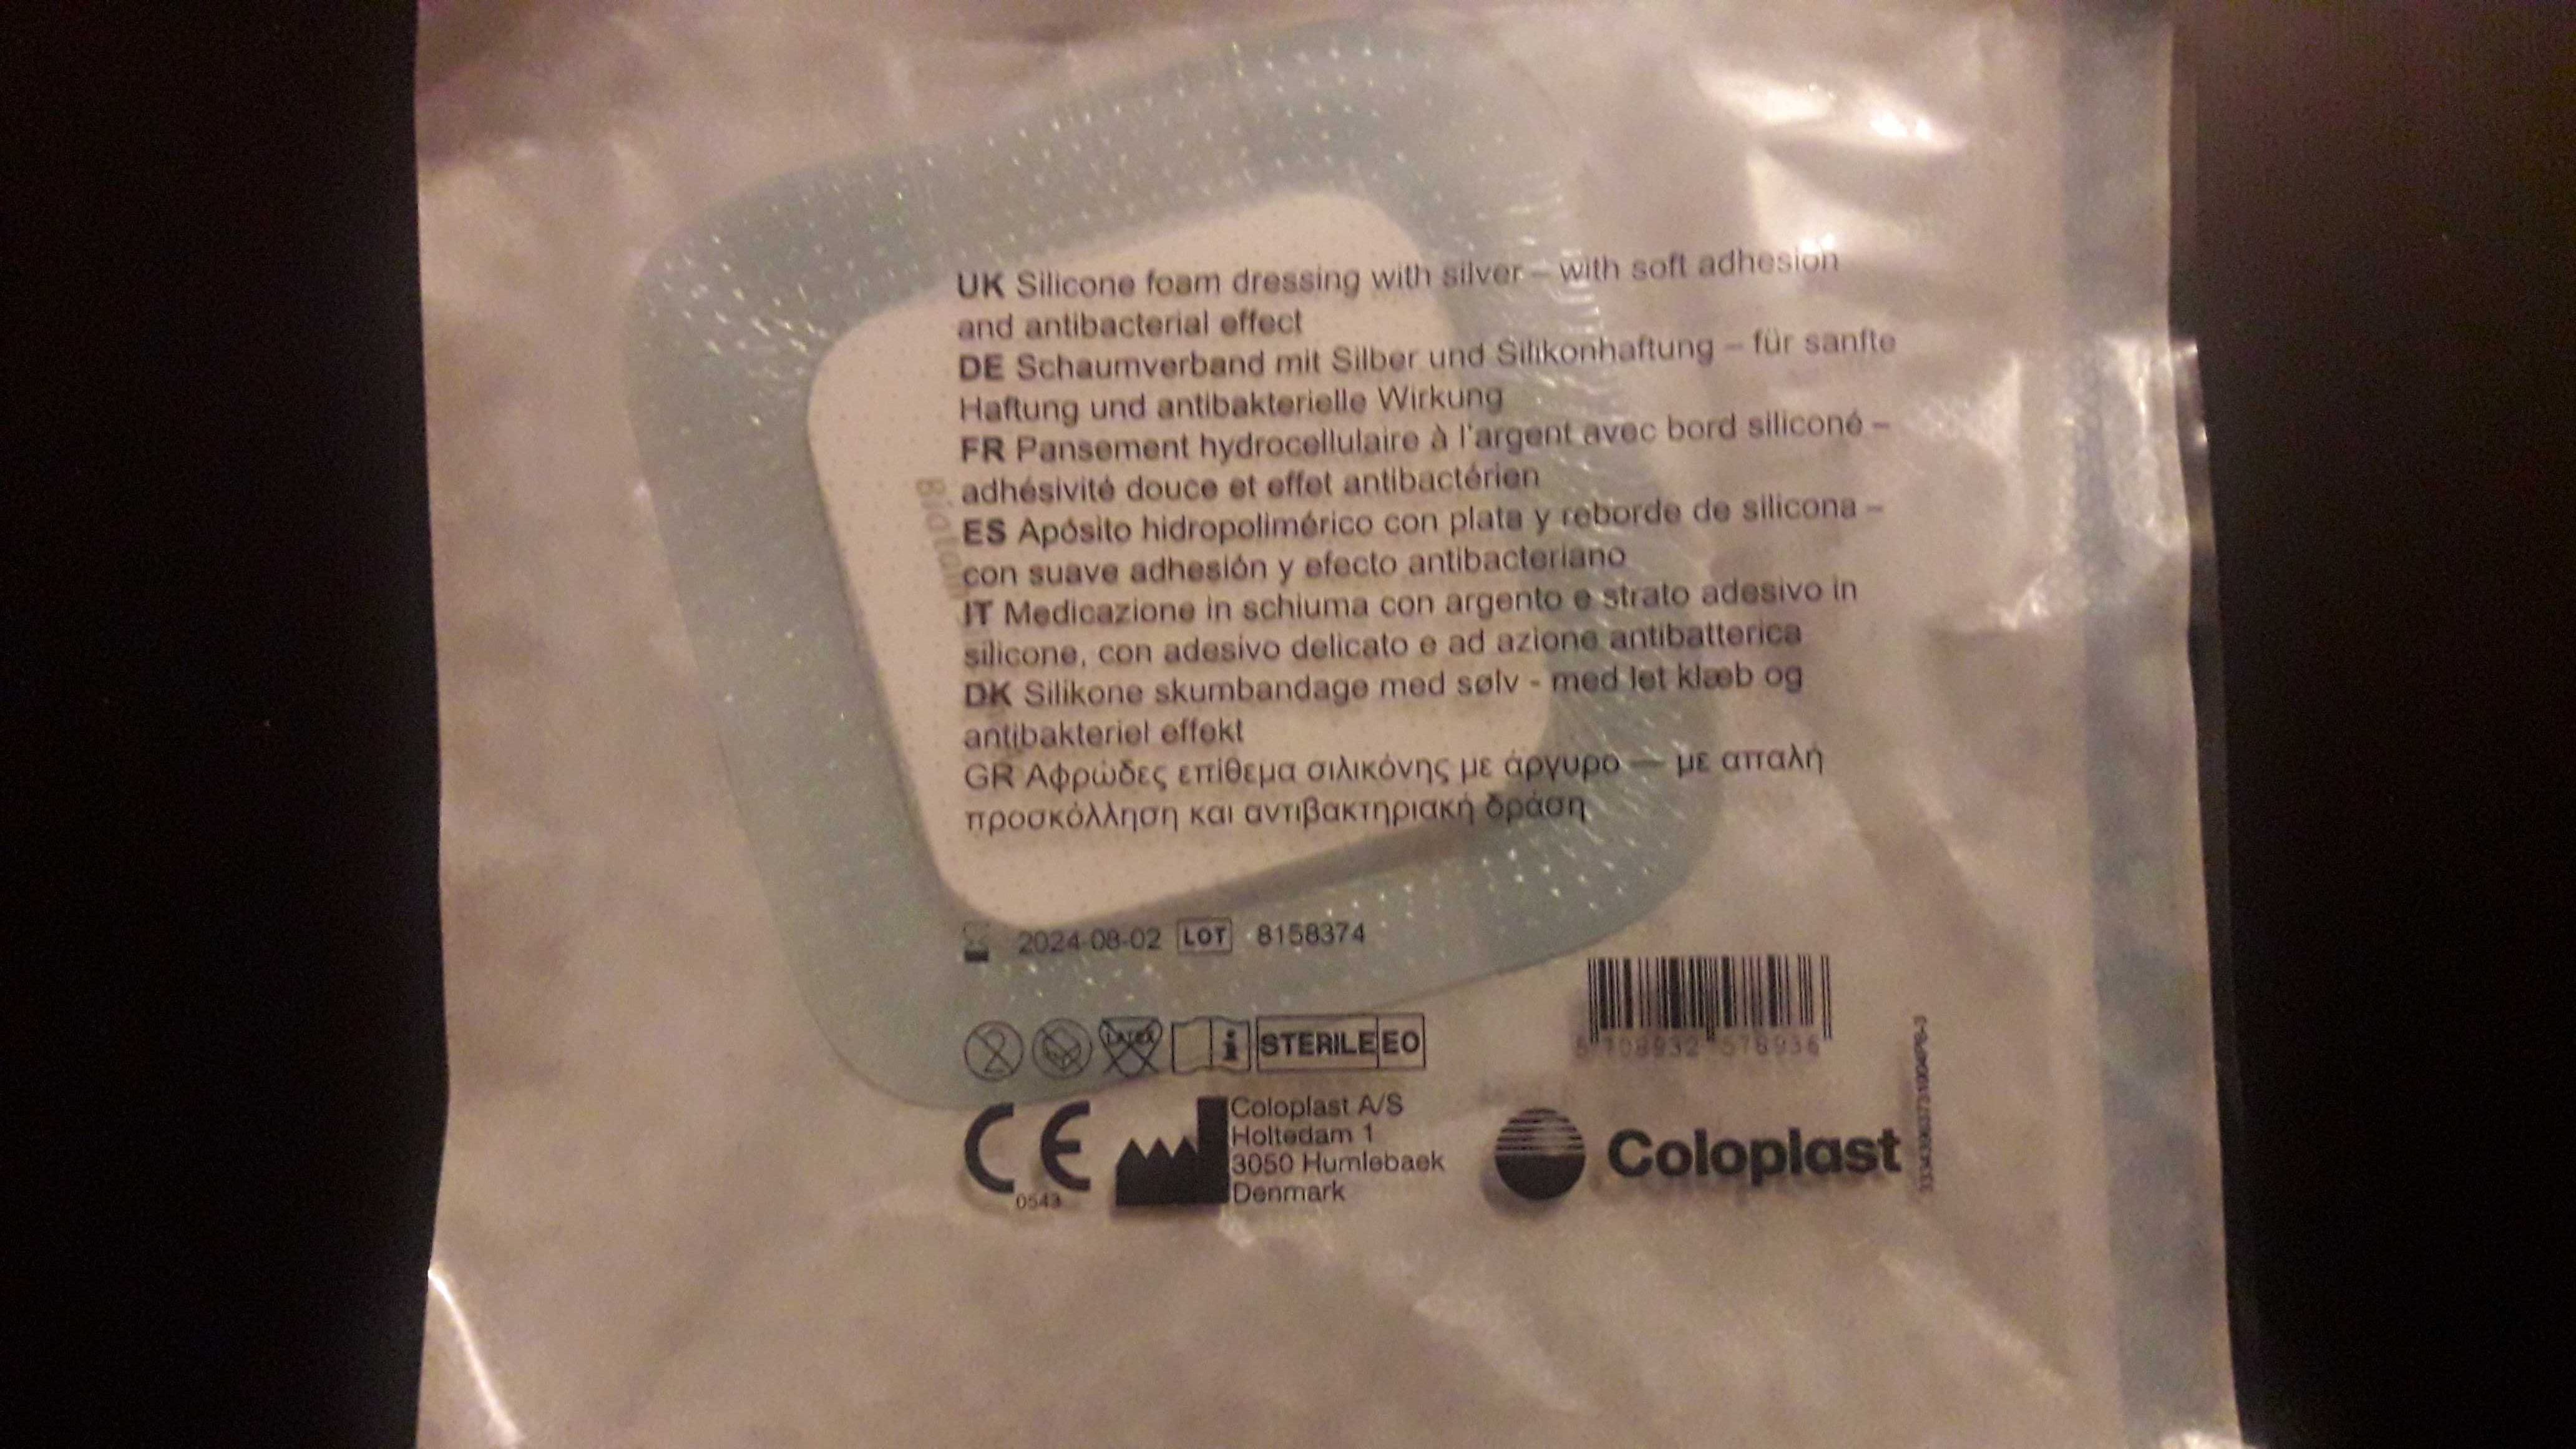 UK Silicone foam dressing with silver – with soft adhesion
and antibacterial effect
DE Schaumverband mit Silber und Silikonhaftung – für sanfte
Haftung und antibakterielle Wirkung
FR Pansement hydrocellulaire à l'argent avec bord siliconé –
adhésivité douce et effet antibactérien
ES Apósito hidropolimérico con plata y reborde de silicona –
con suave adhesión y efecto antibacteriano
IT Medicazione in schiuma con argento e strato adesivo in
silicone, con adesivo delicato e ad azione antibatterica
DK Silikone skumbandage med sølv - med let klæb og
antibakteriel effekt
GR Αφρώδες επίθεμα σιλικόνης με άργυρο — με απαλή
προσκόλληση και αντιβακτηριακή δράση
2024-08-02 LOT 8158374
2 LATEX i STERILE EO
5 708932 578936
CE 0543
Coloplast A/S
Holtedam 1
3050 Humlebaek
Denmark
Coloplast